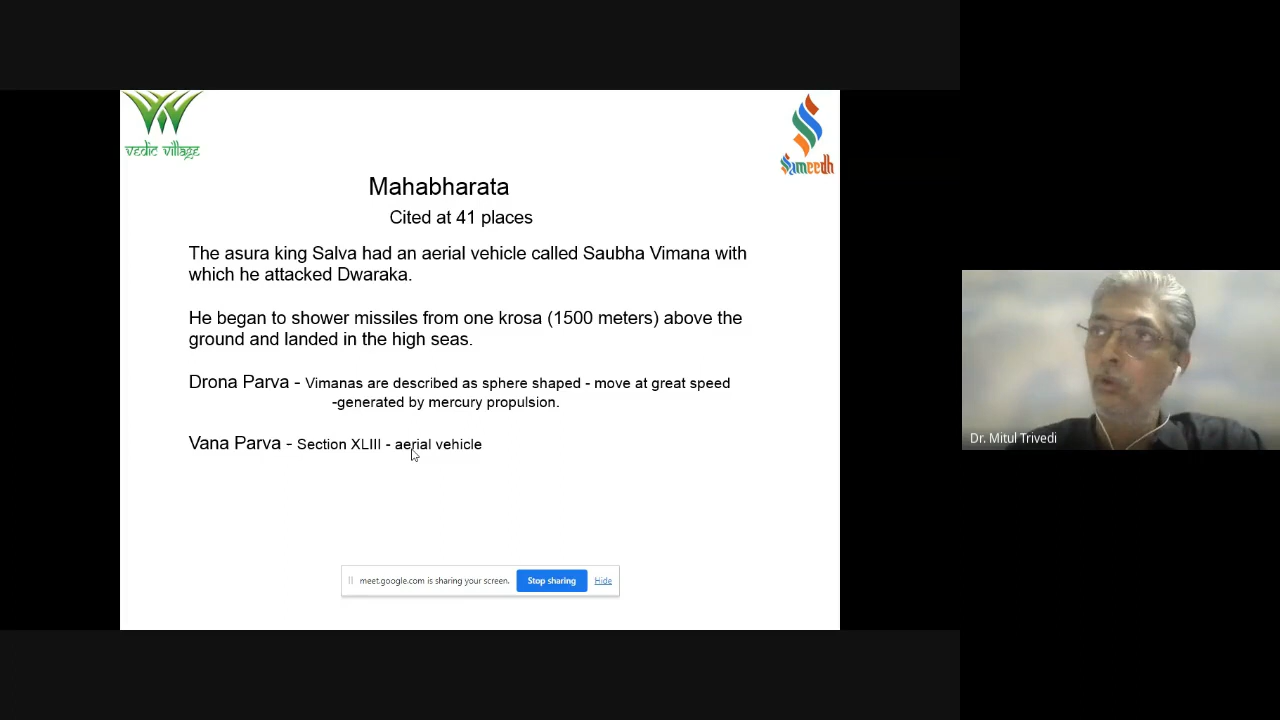 vedic village
Sameedh
Mahabharata
Cited at 41 places
The asura king Salva had an aerial vehicle called Saubha Vimana with
which he attacked Dwaraka.
He began to shower missiles from one krosa (1500 meters) above the
ground and landed in the high seas.
Drona Parva - Vimanas are described as sphere shaped - move at great speed
-generated by mercury propulsion.
Vana Parva - Section XLIII - aerial vehicle
meet.google.com is sharing your screen. Stop sharing Hide
Dr. Mitul Trivedi